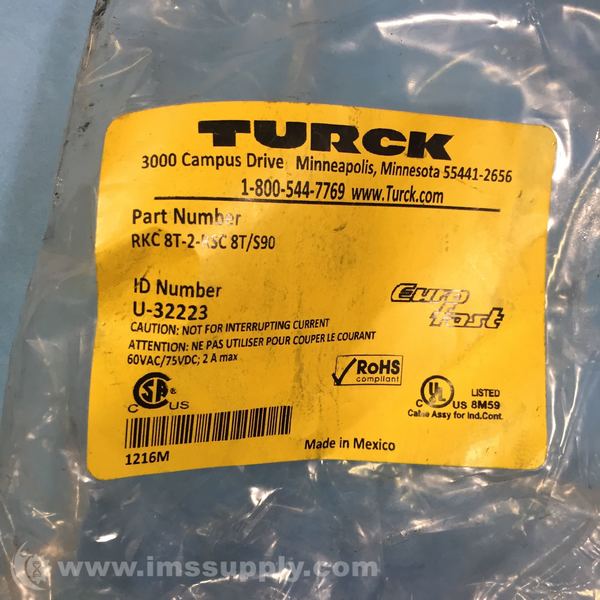 TURCK
3000 Campus Drive Minneapolis, Minnesota 55441-2656
1-800-544-7769 www.Turck.com
Part Number
RKC 8T-2-RSC 8T/S90
ID Number
U-32223
Euro fast
CAUTION: NOT FOR INTERRUPTING CURRENT
ATTENTION: NE PAS UTILISER POUR COUPER LE COURANT
60VAC/75VDC; 2 A max
RoHS
compliant
SA
C US
UL
LISTED
C US 8M59
Cable Assy for Ind.Cont.
1216M
Made in Mexico
© www.imssupply.com